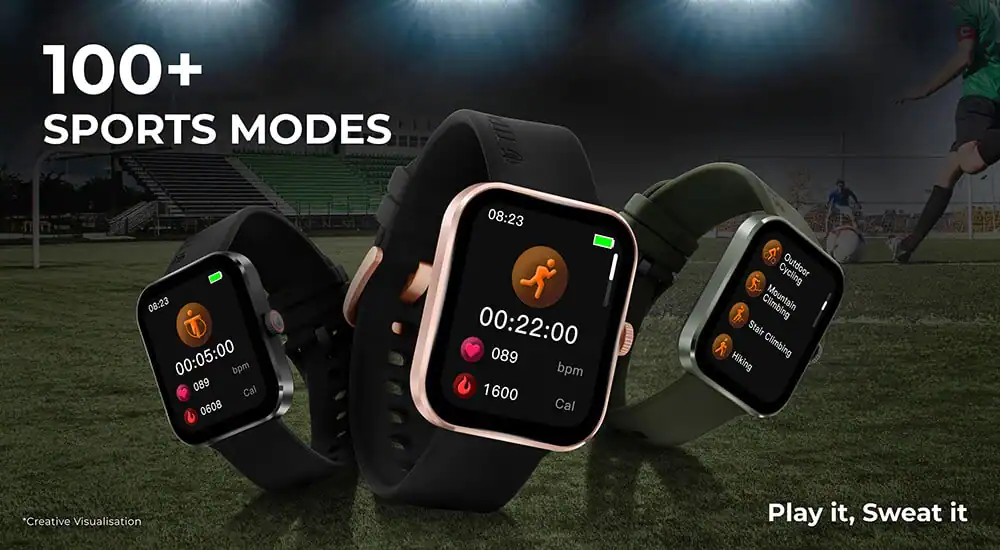 100+
SPORTS MODES
08:23
00:05:00
089
bpm
0608
Cal
08:23
00:22:00
089
bpm
1600
Cal
Outdoor
Cycling
Mountain
Climbing
Stair Climbing
Hiking
*Creative Visualisation
Play it, Sweat it